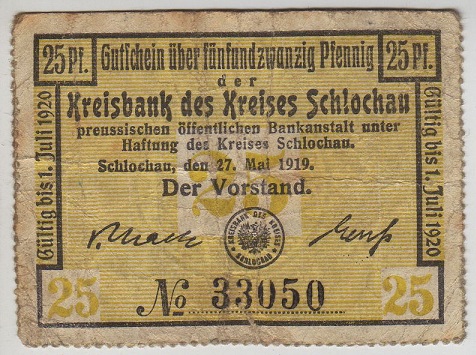 25 Pf. Gutschein über fünfundzwanzig Pfennig 25 Pf.
der
Kreisbank des Kreises Schlochau
preussischen öffentlichen Bankanstalt unter
Haftung des Kreises Schlochau.
Schlochau, den 27. Mai 1919.
Der Vorstand.
25
Gültig bis 1. Juli 1920
Gültig bis 1. Juli 1920
KREISBANK DES KREISES
SCHLOCHAU
25 № 33050 25